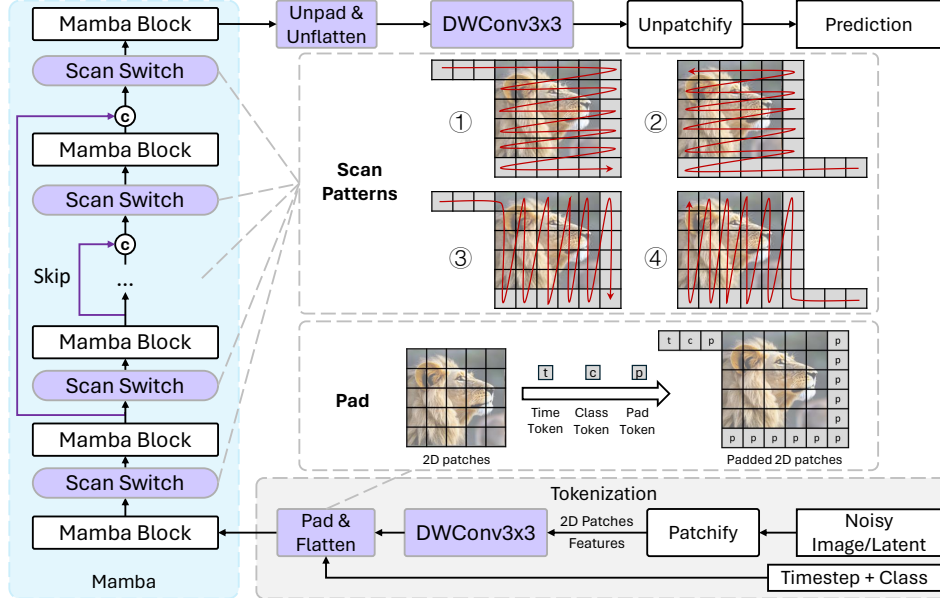 Mamba Block
Unpad &
Unflatten
DWConv3x3
Unpatchify
Prediction
Scan Switch
c
Mamba Block
Scan Switch
c
Skip
...
Mamba Block
Scan Switch
Mamba Block
Scan Switch
Mamba Block
Mamba
Scan
Patterns
①
②
③
④
Pad
2D patches
t
c
p
Time
Token
Class
Token
Pad
Token
t c p
p
p
p
p
p
p p p p p p
Padded 2D patches
Tokenization
Pad &
Flatten
DWConv3x3
2D Patches
Features
Patchify
Noisy
Image/Latent
Timestep + Class